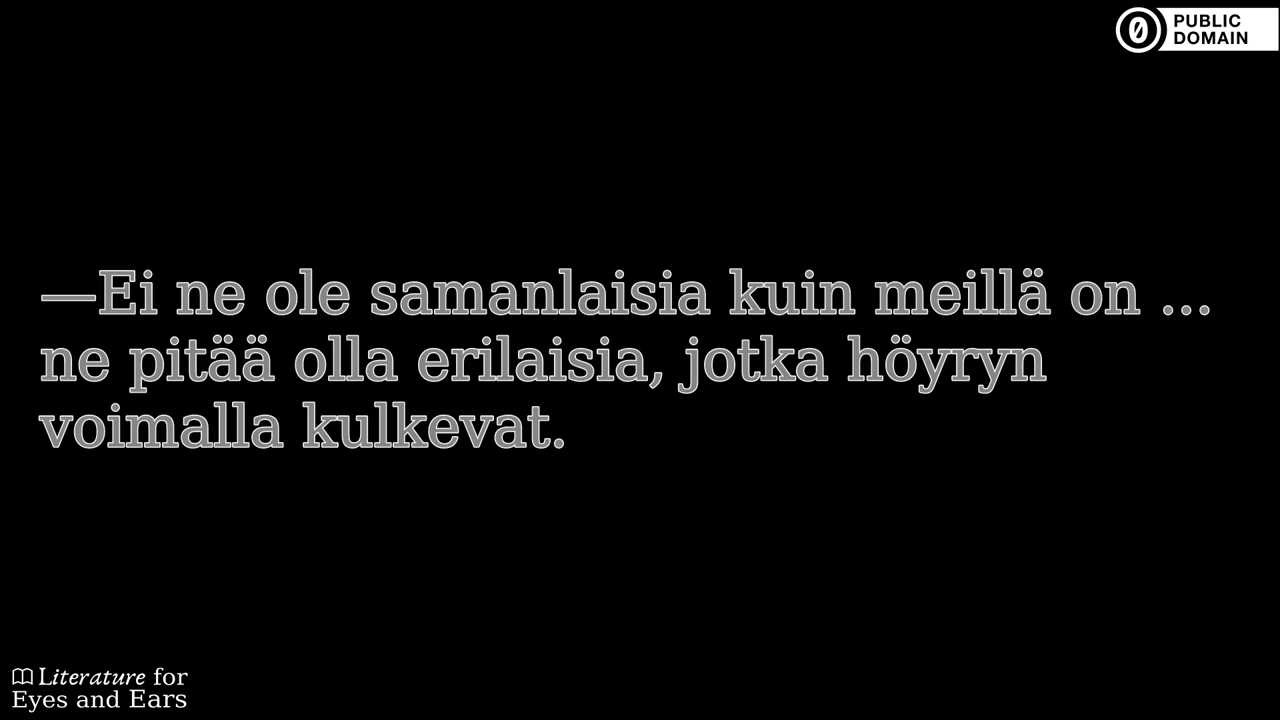 PUBLIC
DOMAIN
—Ei ne ole samanlaisia kuin meillä on ...
ne pitää olla erilaisia, jotka höyryn
voimalla kulkevat.
Literature for
Eyes and Ears